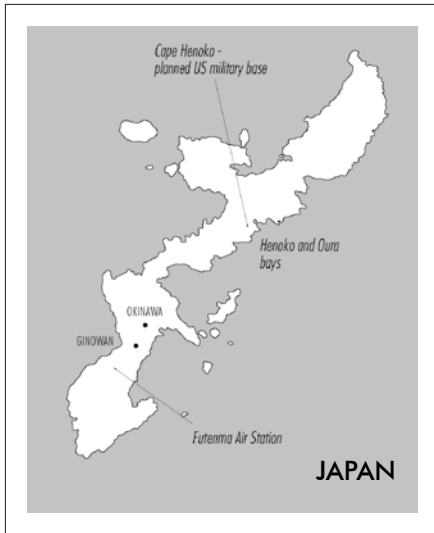 Cape Henoko -
planned US military base
Henoko and Oura
bays
OKINAWA
GINOWAN
Futenma Air Station
JAPAN